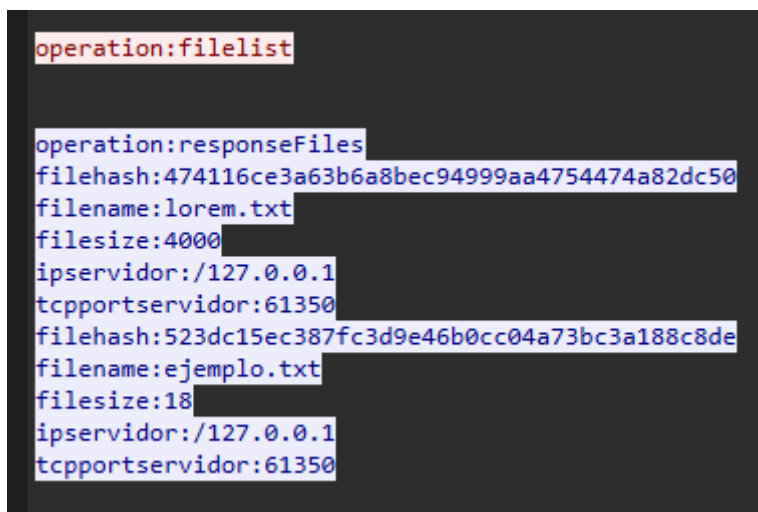 operation:filelist
operation:responseFiles
filehash:474116ce3a63b6a8bec94999aa4754474a82dc50
filename:lorem.txt
filesize:4000
ipservidor:/127.0.0.1
tcpportservidor:61350
filehash:523dc15ec387fc3d9e46b0cc04a73bc3a188c8de
filename:ejemplo.txt
filesize:18
ipservidor:/127.0.0.1
tcpportservidor:61350